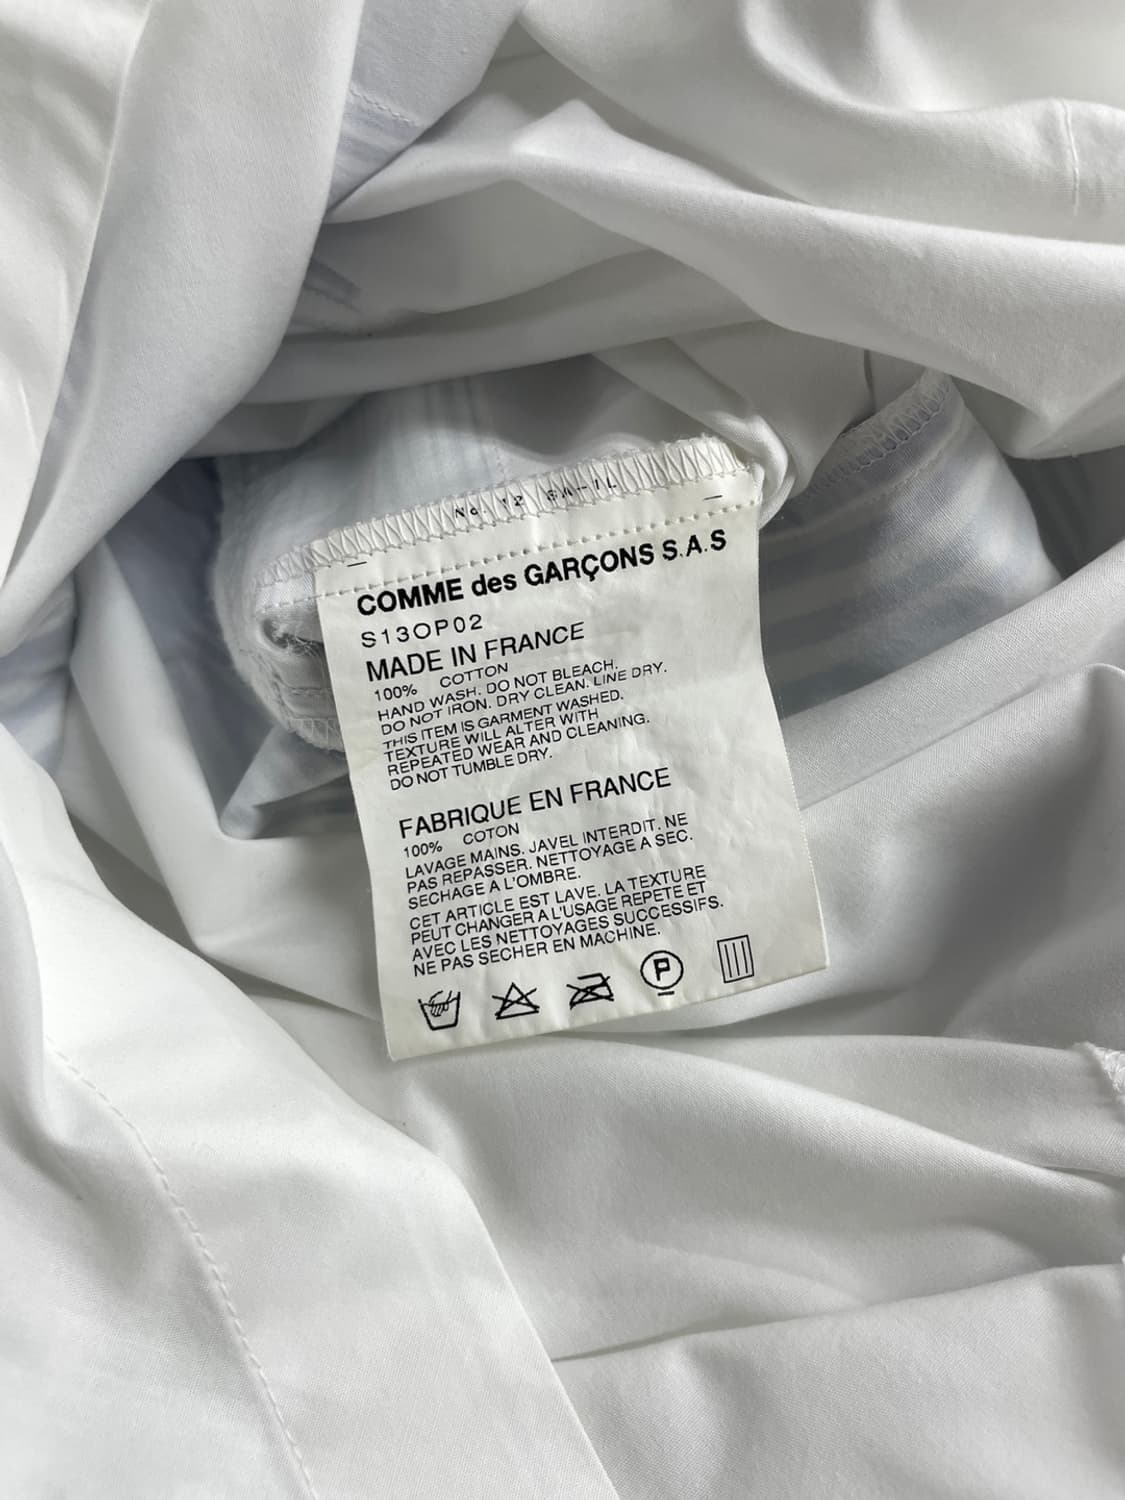 No. 12
COMME des GARÇONS S.A.S
S13OP02
MADE IN FRANCE
100% COTTON
HAND WASH. DO NOT BLEACH.
DO NOT IRON. DRY CLEAN. LINE DRY.
THIS ITEM IS GARMENT WASHED.
TEXTURE WILL ALTER WITH
REPEATED WEAR AND CLEANING.
DO NOT TUMBLE DRY.
FABRIQUE EN FRANCE
100% COTON
LAVAGE MAINS. JAVEL INTERDIT. NE
PAS REPASSER. NETTOYAGE A SEC.
SECHAGE A L'OMBRE.
CET ARTICLE EST LAVE. LA TEXTURE
PEUT CHANGER A L'USAGE REPETE ET
AVEC LES NETTOYAGES SUCCESSIFS.
NE PAS SECHER EN MACHINE.
P